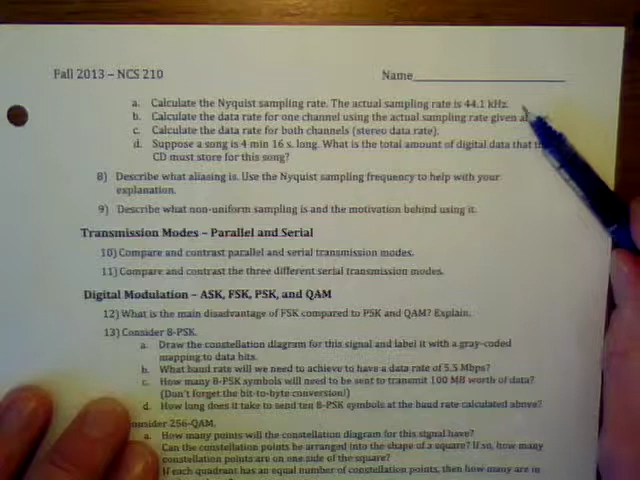 Fall 2013 – NCS 210 Name
a. Calculate the Nyquist sampling rate. The actual sampling rate is 44.1 kHz.
b. Calculate the data rate for one channel using the actual sampling rate given
c. Calculate the data rate for both channels (stereo data rate).
d. Suppose a song is 4 min 16 s. long. What is the total amount of digital data that
CD must store for this song?
8) Describe what aliasing is. Use the Nyquist sampling frequency to help with your
explanation.
9) Describe what non-uniform sampling is and the motivation behind using it.
Transmission Modes – Parallel and Serial
10) Compare and contrast parallel and serial transmission modes.
11) Compare and contrast the three different serial transmission modes.
Digital Modulation – ASK, FSK, PSK, and QAM
12) What is the main disadvantage of FSK compared to PSK and QAM? Explain.
13) Consider 8-PSK.
a. Draw the constellation diagram for this signal and label it with a gray-coded
mapping to data bits.
b. What baud rate will we need to achieve to have a data rate of 5.5 Mbps?
c. How many 8-PSK symbols will need to be sent to transmit 100 MB worth of data?
(Don't forget the bit-to-byte conversion!)
d. How long does it take to send ten 8-PSK symbols at the baud rate calculated above?
onsider 256-QAM.
a. How many points will the constellation diagram for this signal have?
Can the constellation points be arranged into the shape of a square? If so, how many
constellation points are on one side of the square?
If each quadrant has an equal number of constellation points, then how many are in